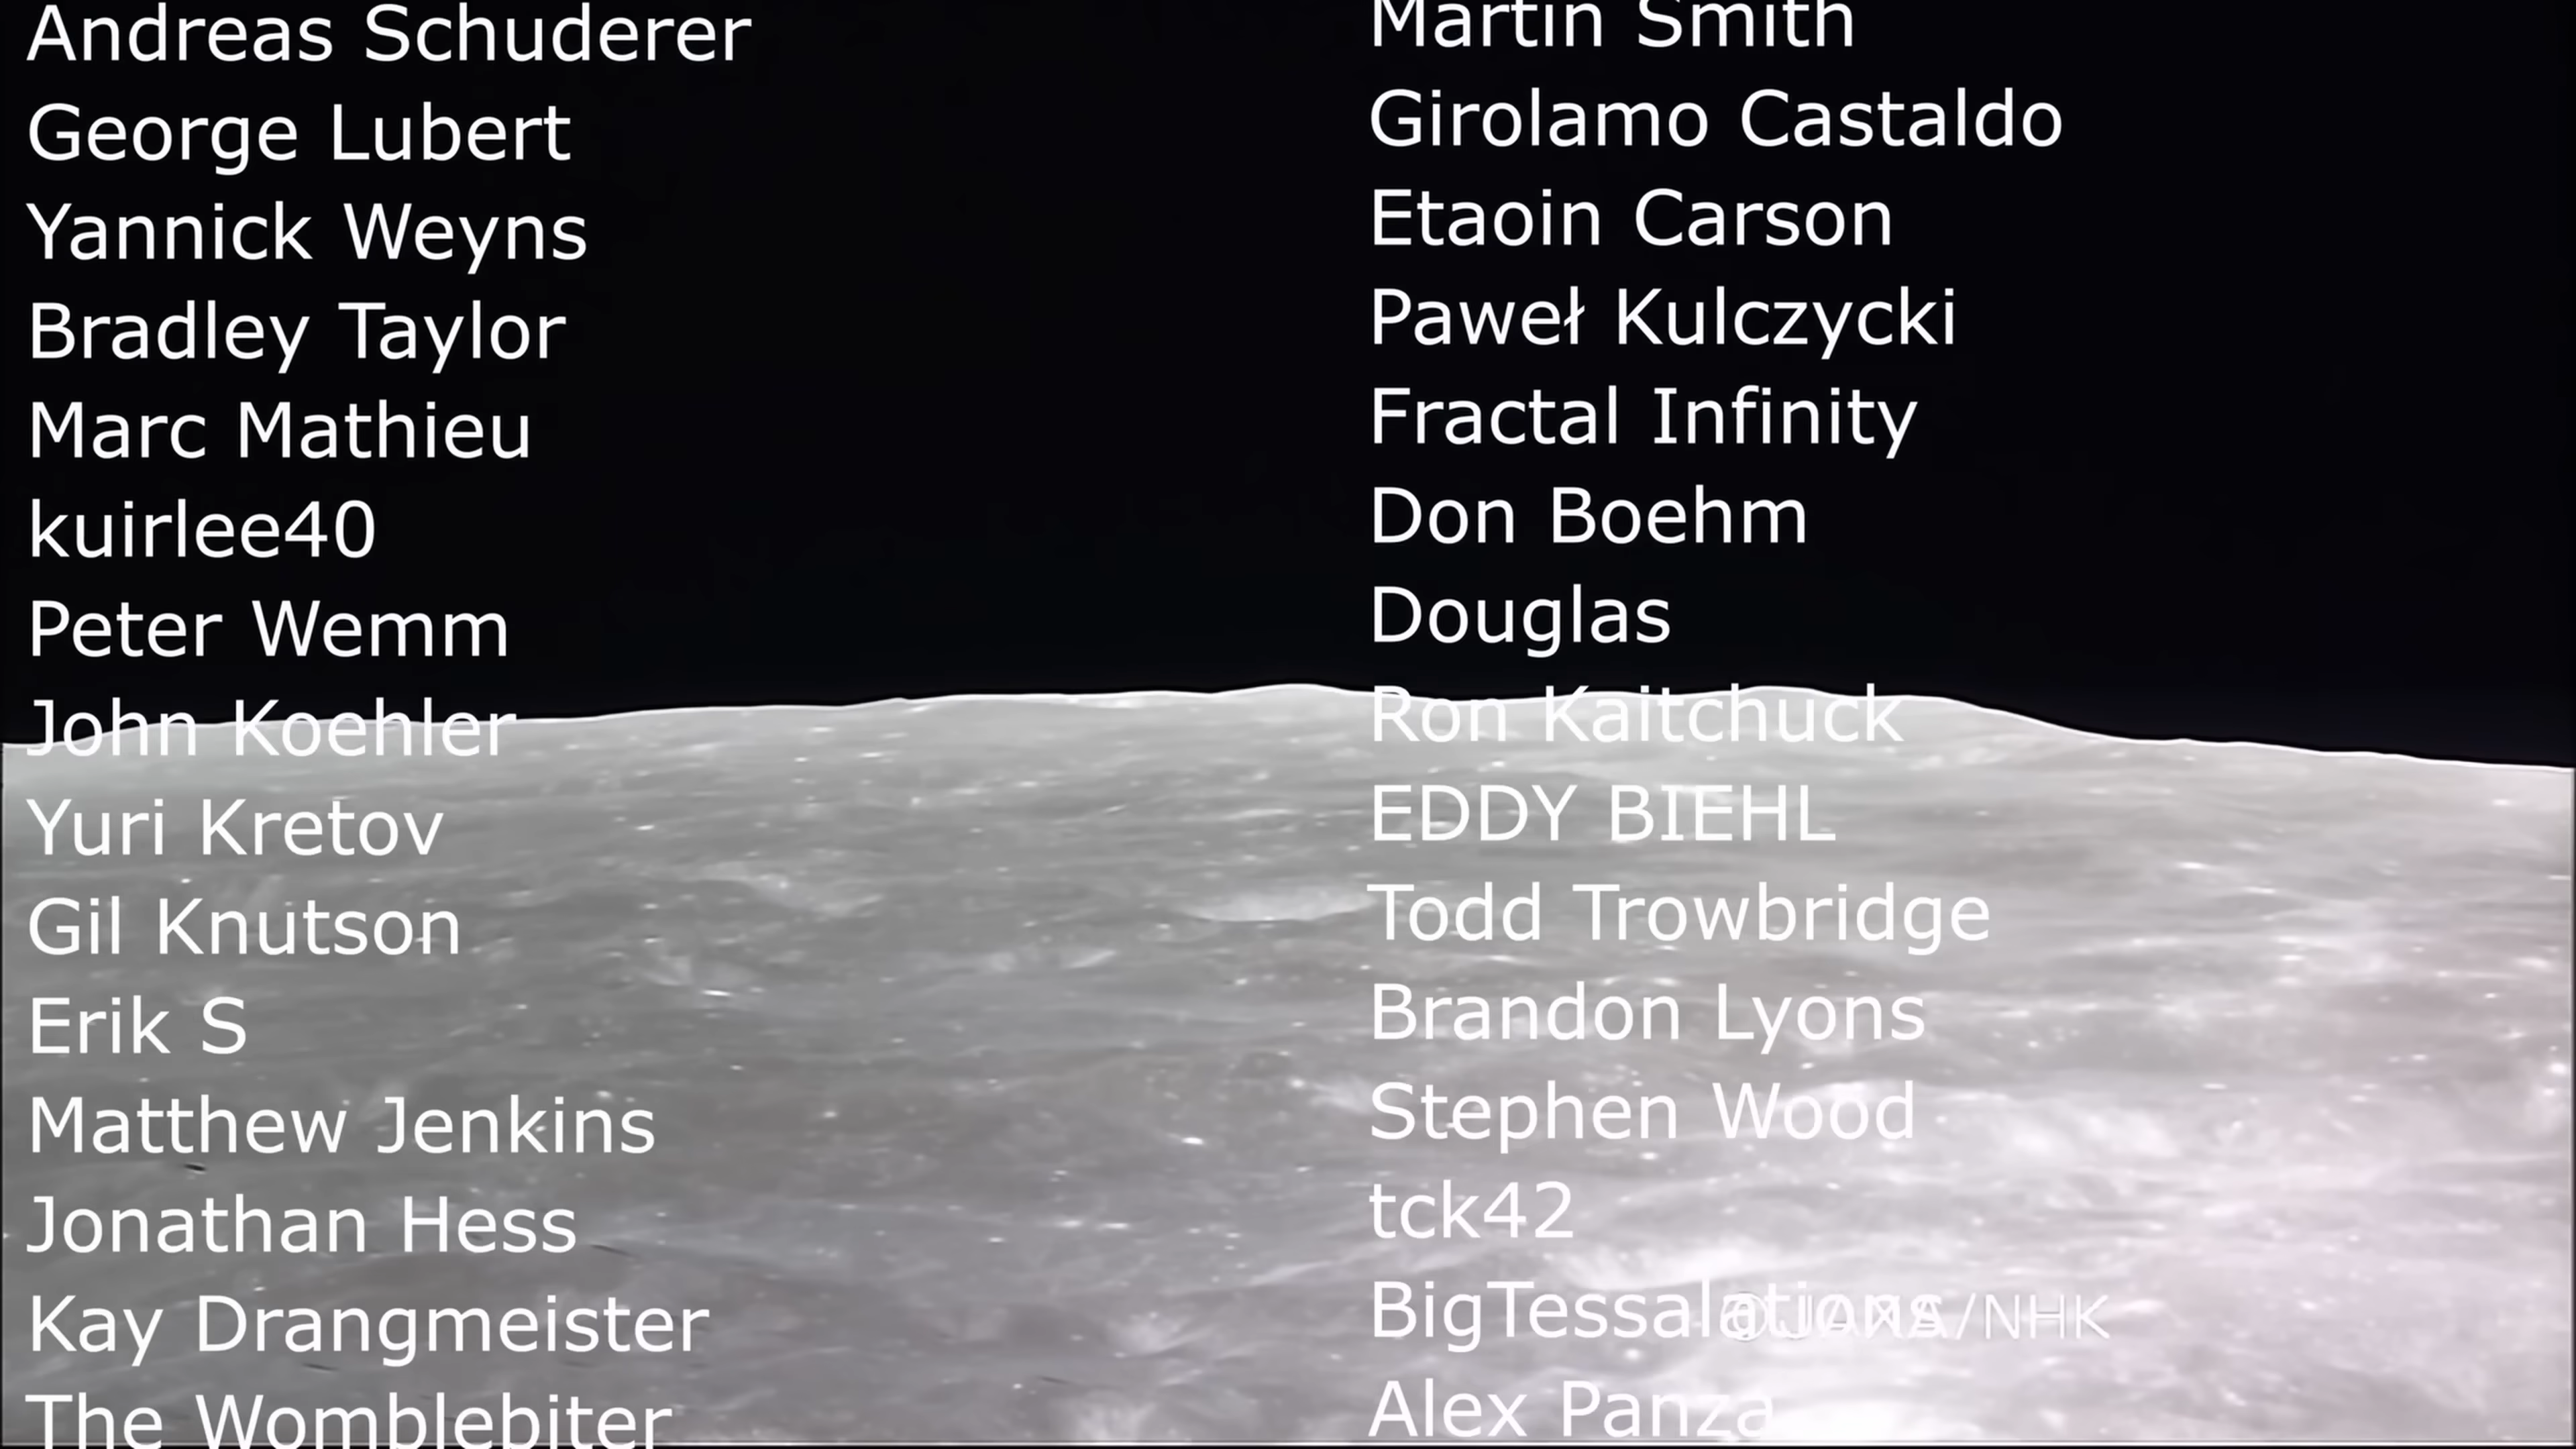 Andreas Schuderer
George Lubert
Yannick Weyns
Bradley Taylor
Marc Mathieu
kuirlee40
Peter Wemm
John Koehler
Yuri Kretov
Gil Knutson
Erik S
Matthew Jenkins
Jonathan Hess
Kay Drangmeister
The Womblebiter
Martin Smith
Girolamo Castaldo
Etaoin Carson
Paweł Kulczycki
Fractal Infinity
Don Boehm
Douglas
Ron Kaitchuck
EDDY BIEHL
Todd Trowbridge
Brandon Lyons
Stephen Wood
tck42
BigTessalations
©JAXA/NHK
Alex Panza